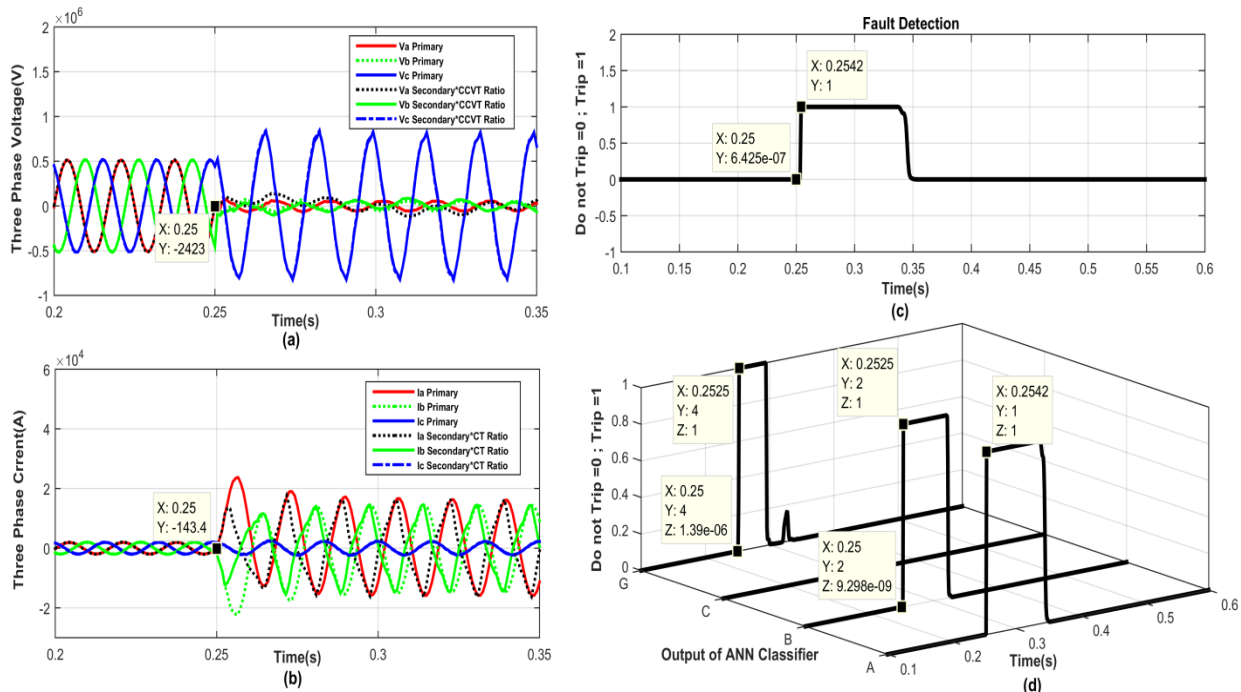 ×10⁶
2
1.5
1
0.5
0
-0.5
-1
Three Phase Voltage(V)
Va Primary
Vb Primary
Vc Primary
Va Secondary*CCVT Ratio
Vb Secondary*CCVT Ratio
Vc Secondary*CCVT Ratio
X: 0.25
Y: -2423
0.2
0.25
0.3
0.35
Time(s)
(a)
Fault Detection
2
1.5
1
0.5
0
-0.5
-1
Do not Trip =0 ; Trip =1
X: 0.2542
Y: 1
X: 0.25
Y: 6.425e-07
0.1
0.15
0.2
0.25
0.3
0.35
0.4
0.45
0.5
0.55
0.6
Time(s)
(c)
×10⁴
6
4
2
0
-2
Three Phase Crrent(A)
Ia Primary
Ib Primary
Ic Primary
Ia Secondary*CT Ratio
Ib Secondary*CT Ratio
Ic Secondary*CT Ratio
X: 0.25
Y: -143.4
0.2
0.25
0.3
0.35
Time(s)
(b)
1
0.8
0.6
0.4
0.2
0
Do not Trip =0 ; Trip =1
X: 0.2525
Y: 4
Z: 1
X: 0.2525
Y: 2
Z: 1
X: 0.2542
Y: 1
Z: 1
X: 0.25
Y: 4
Z: 1.39e-06
X: 0.25
Y: 2
Z: 9.298e-09
G
C
B
A
Output of ANN Classifier
0.1
0.2
0.3
0.4
0.5
0.6
Time(s)
(d)